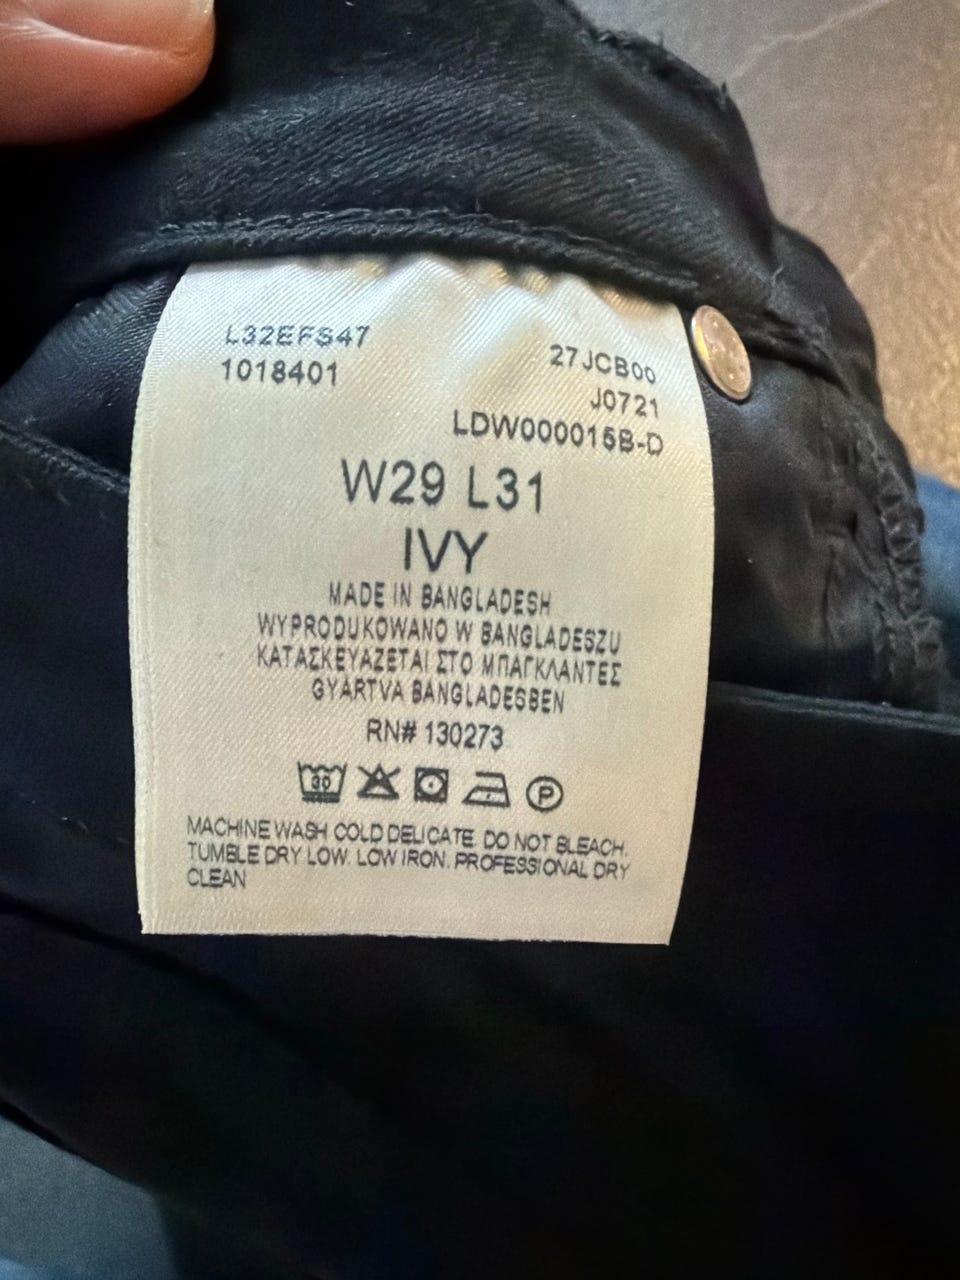 L32EFS47
1018401
27JCB00
J0721
LDW000015B-D
W29 L31
IVY
MADE IN BANGLADESH
WYPRODUKOWANO W BANGLADESZU
ΚΑΤΑΣΚΕΥΑΖΕΤΑΙ ΣΤΟ ΜΠΑΓΚΛΑΝΤΕΣ
GYÁRTVA BANGLADESBEN
RN# 130273
30 P
MACHINE WASH COLD DELICATE. DO NOT BLEACH.
TUMBLE DRY LOW. LOW IRON. PROFESSIONAL DRY
CLEAN